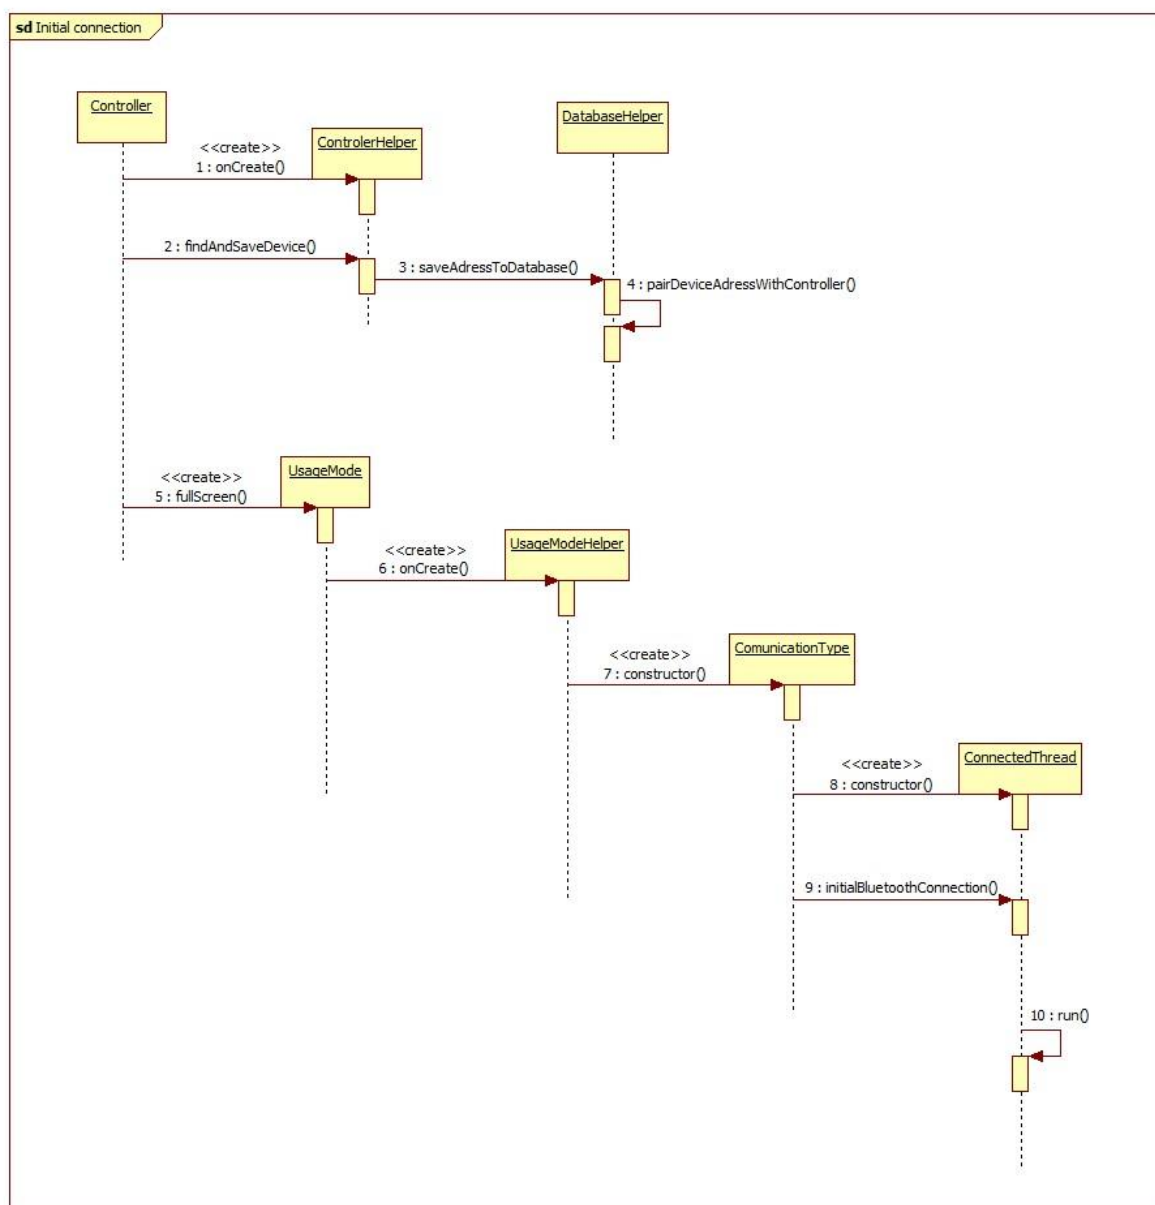 sd Initial connection
Controller
DatabaseHelper
<<create>>
1 : onCreate()
ControlerHelper
2 : findAndSaveDevice()
3 : saveAdressToDatabase()
4 : pairDeviceAdressWithController()
<<create>>
5 : fullScreen()
UsageMode
<<create>>
6 : onCreate()
UsageModeHelper
<<create>>
7 : constructor()
ComunicationType
<<create>>
8 : constructor()
ConnectedThread
9 : initialBluetoothConnection()
10 : run()